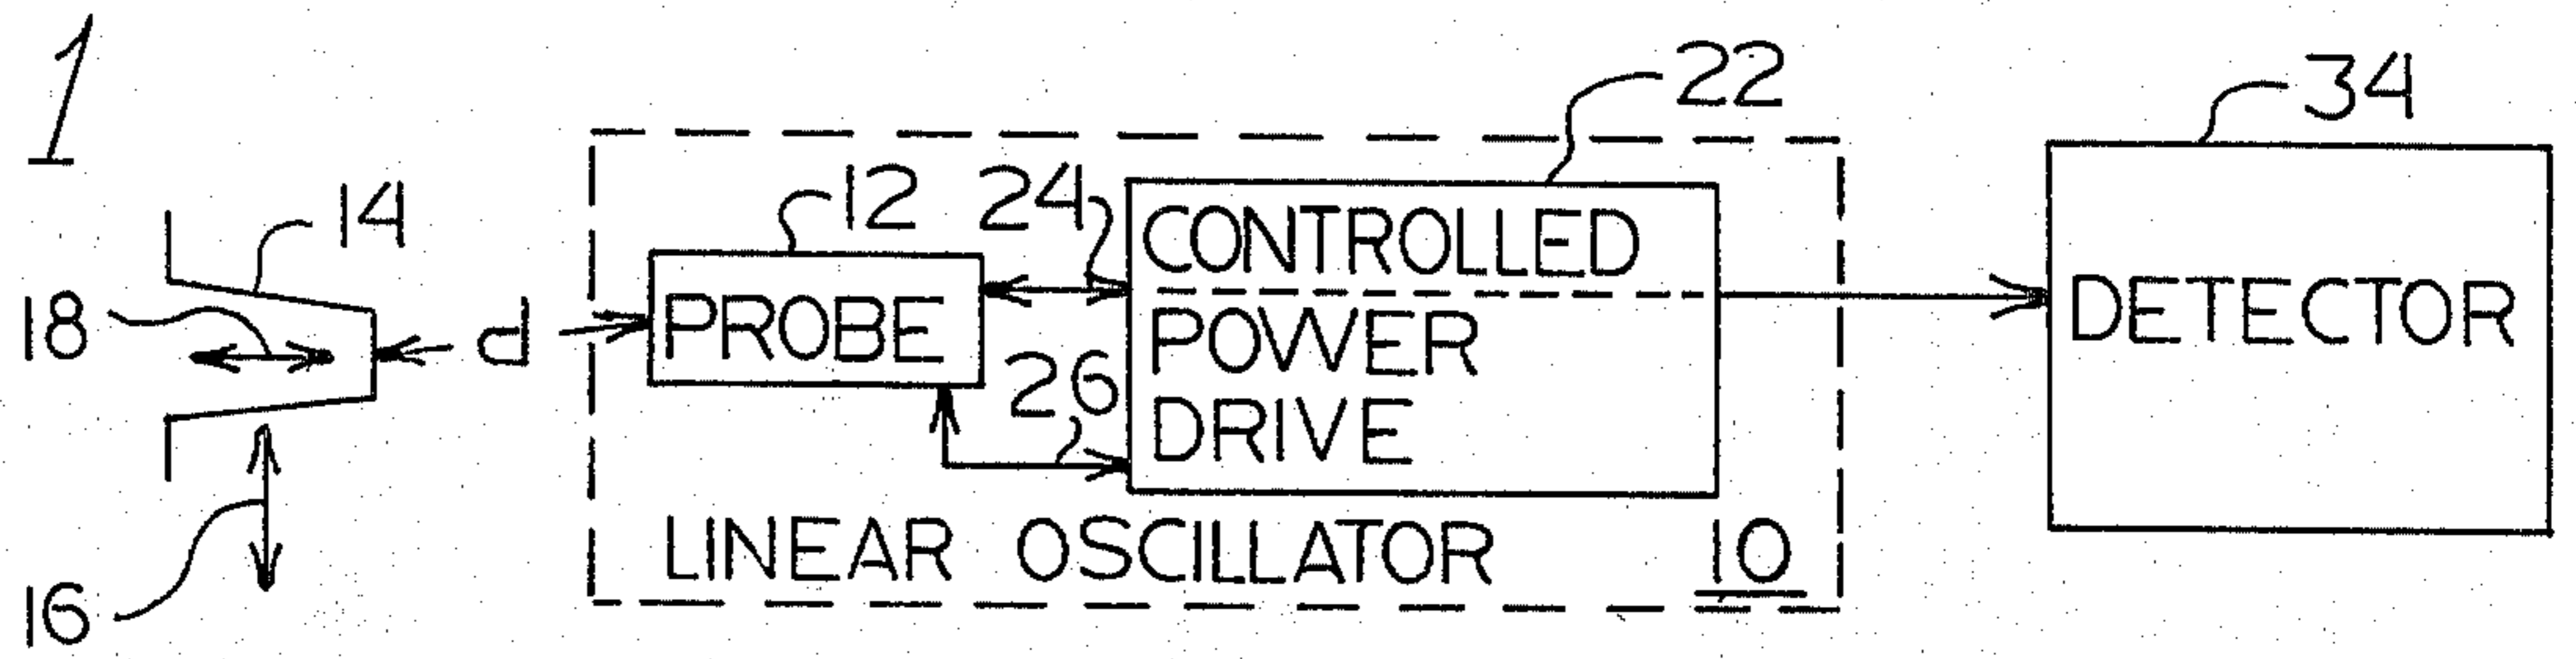 1
22
34
12
24
14
CONTROLLED
18
d
PROBE
POWER
DETECTOR
26
DRIVE
LINEAR OSCILLATOR
10
16